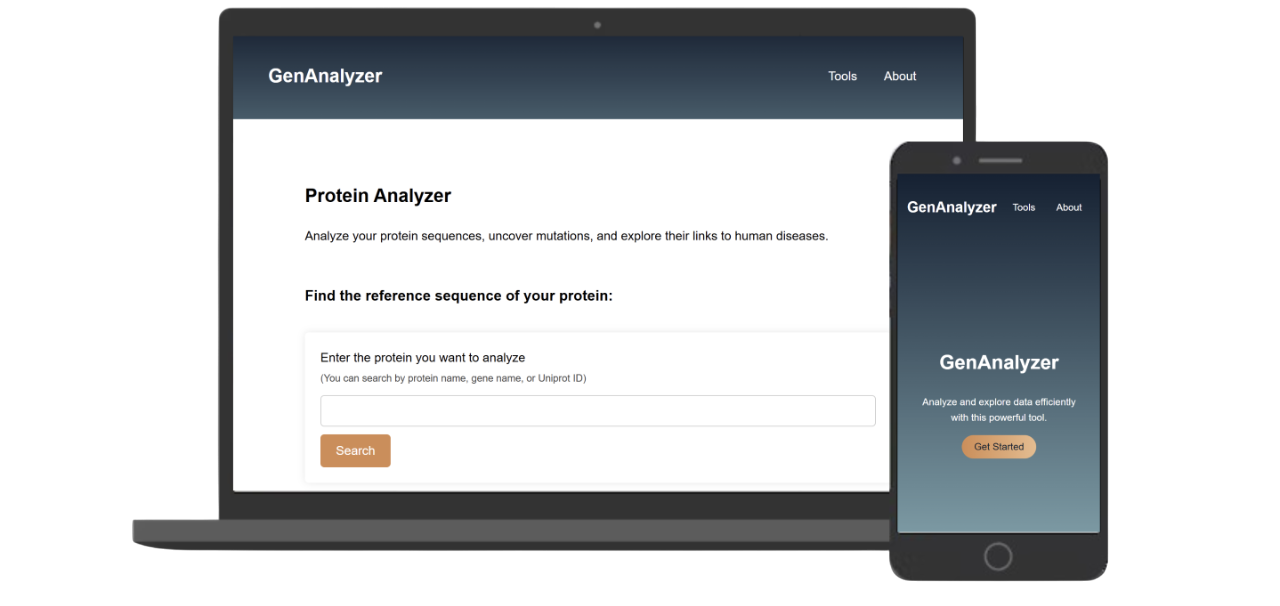 GenAnalyzer
Tools
About
Protein Analyzer
Analyze your protein sequences, uncover mutations, and explore their links to human diseases.
Find the reference sequence of your protein:
Enter the protein you want to analyze
(You can search by protein name, gene name, or Uniprot ID)
Search
GenAnalyzer
Tools
About
GenAnalyzer
Analyze and explore data efficiently
with this powerful tool.
Get Started